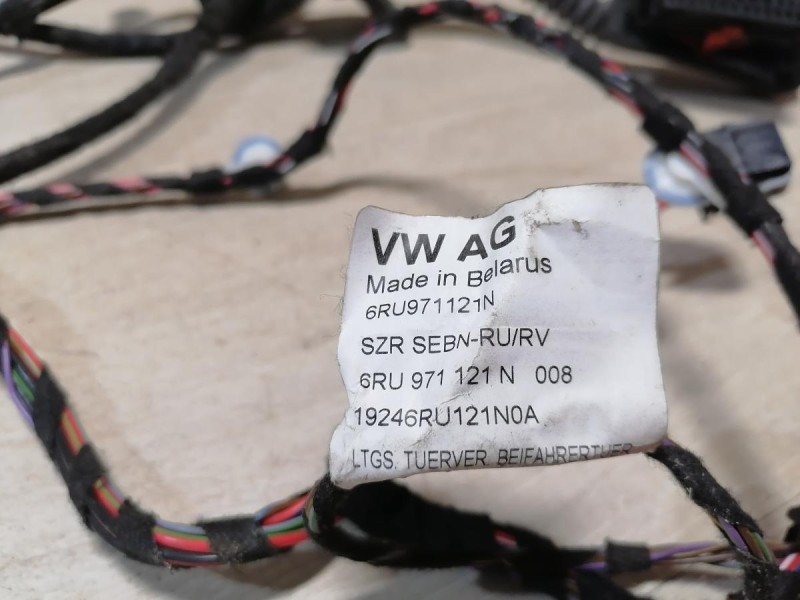 VW AG
Made in Belarus
6RU971121N
SZR SEBN-RU/RV
6RU 971 121 N 008
19246RU121N0A
LTGS. TUERVER. BEIFAHRERTUER